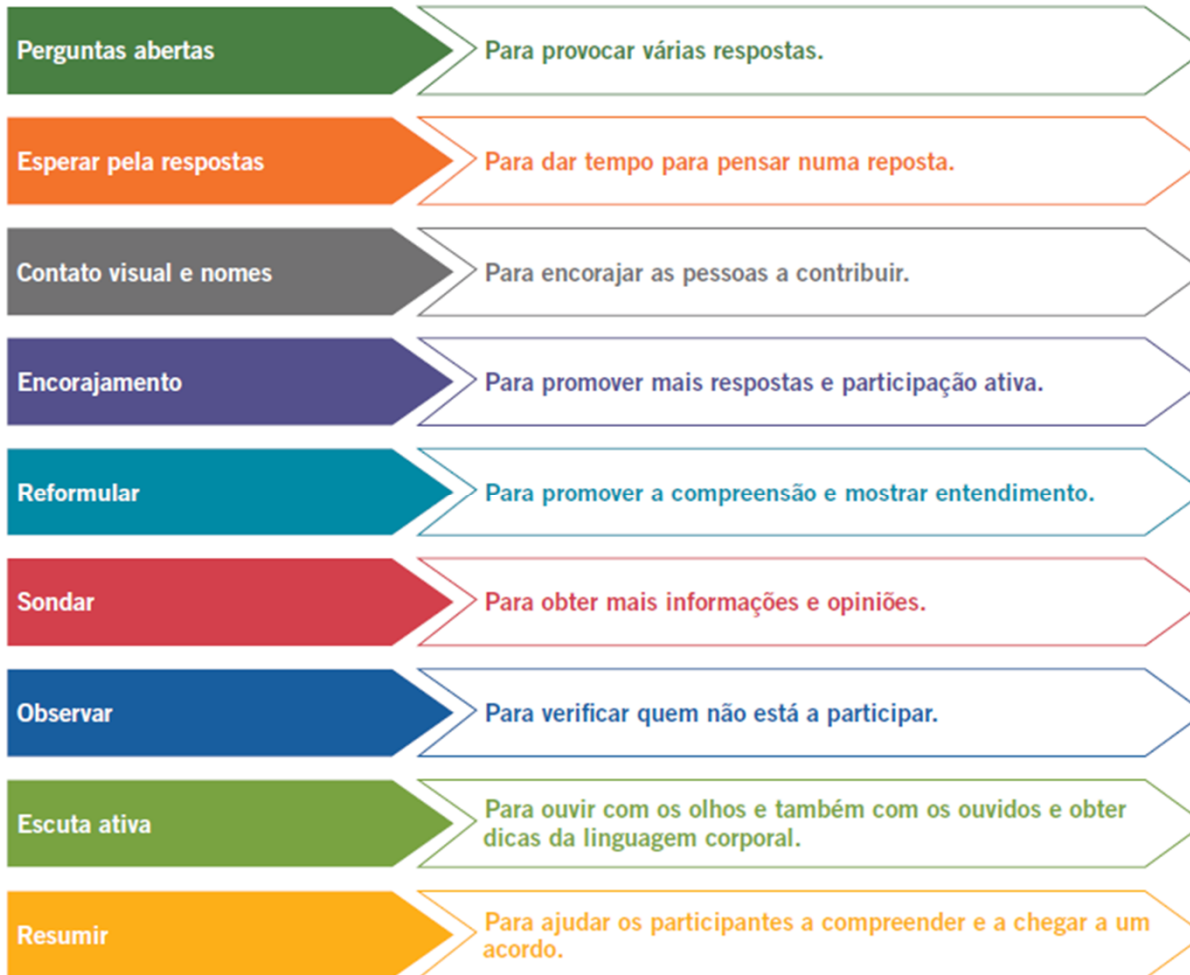 Perguntas abertas
Para provocar várias respostas.
Esperar pela respostas
Para dar tempo para pensar numa reposta.
Contato visual e nomes
Para encorajar as pessoas a contribuir.
Encorajamento
Para promover mais respostas e participação ativa.
Reformular
Para promover a compreensão e mostrar entendimento.
Sondar
Para obter mais informações e opiniões.
Observar
Para verificar quem não está a participar.
Escuta ativa
Para ouvir com os olhos e também com os ouvidos e obter
dicas da linguagem corporal.
Resumir
Para ajudar os participantes a compreender e a chegar a um
acordo.